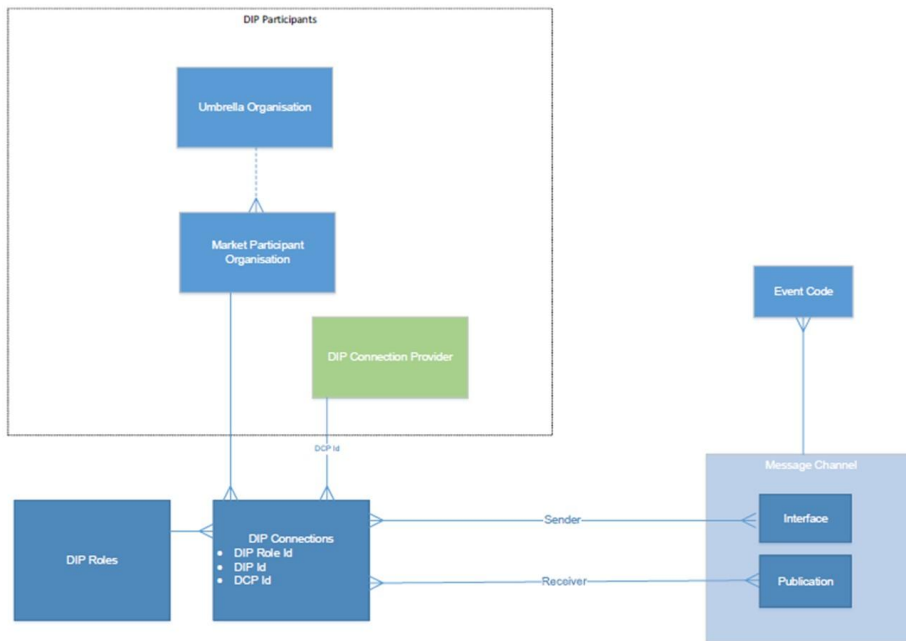 DIP Participants
Umbrella Organisation
Market Participant
Organisation
DIP Connection Provider
Event Code
DCP Id
Message Channel
DIP Roles
DIP Connections
• DIP Role Id
• DIP Id
• DCP Id
Sender
Interface
Receiver
Publication